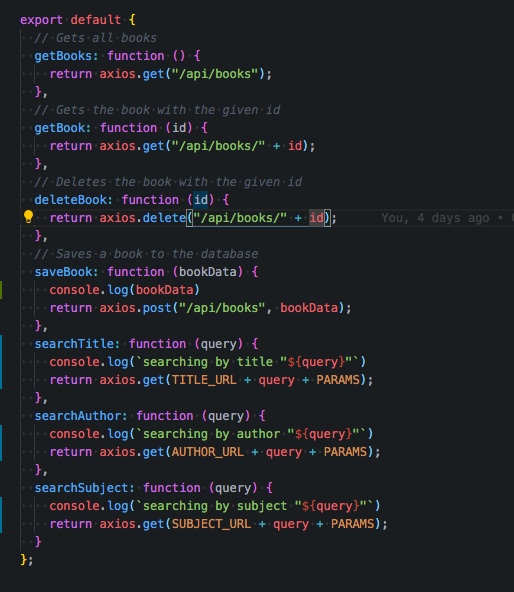 export default {
  // Gets all books
  getBooks: function () {
    return axios.get("/api/books");
  },
  // Gets the book with the given id
  getBook: function (id) {
    return axios.get("/api/books/" + id);
  },
  // Deletes the book with the given id
  deleteBook: function (id) {
    return axios.delete("/api/books/" + id);    You, 4 days ago •
  },
  // Saves a book to the database
  saveBook: function (bookData) {
    console.log(bookData)
    return axios.post("/api/books", bookData);
  },
  searchTitle: function (query) {
    console.log(`searching by title "${query}"`)
    return axios.get(TITLE_URL + query + PARAMS);
  },
  searchAuthor: function (query) {
    console.log(`searching by author "${query}"`)
    return axios.get(AUTHOR_URL + query + PARAMS);
  },
  searchSubject: function (query) {
    console.log(`searching by subject "${query}"`)
    return axios.get(SUBJECT_URL + query + PARAMS);
  }
};